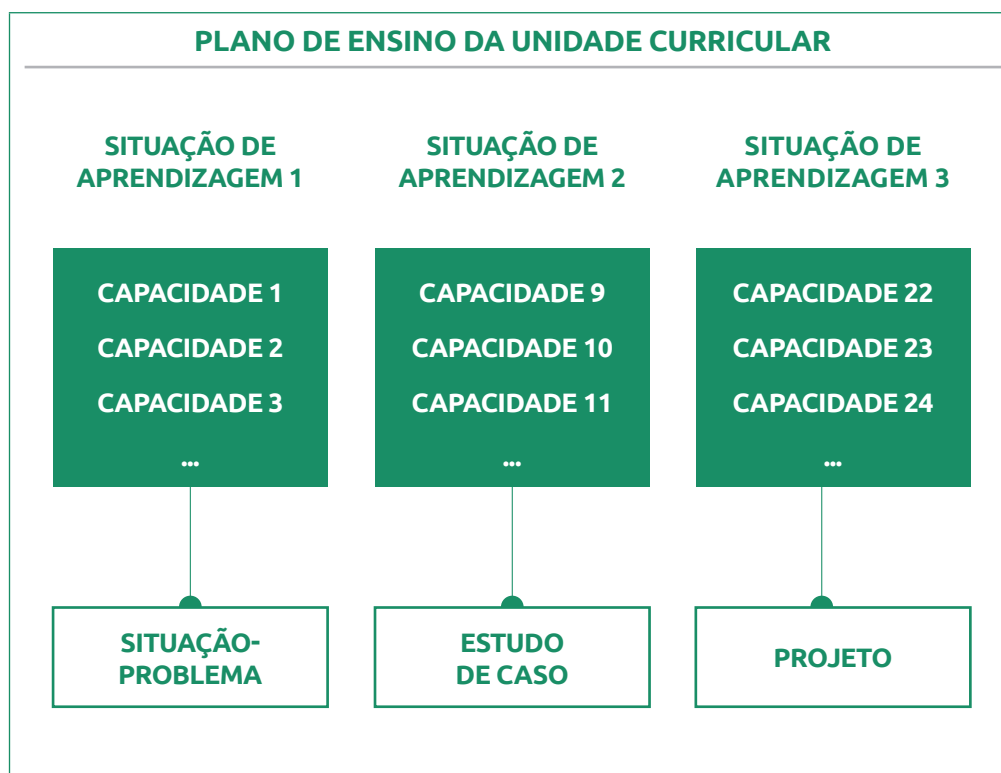 PLANO DE ENSINO DA UNIDADE CURRICULAR
SITUAÇÃO DE
APRENDIZAGEM 1
CAPACIDADE 1
CAPACIDADE 2
CAPACIDADE 3
...
SITUAÇÃO-
PROBLEMA
SITUAÇÃO DE
APRENDIZAGEM 2
CAPACIDADE 9
CAPACIDADE 10
CAPACIDADE 11
...
ESTUDO
DE CASO
SITUAÇÃO DE
APRENDIZAGEM 3
CAPACIDADE 22
CAPACIDADE 23
CAPACIDADE 24
...
PROJETO